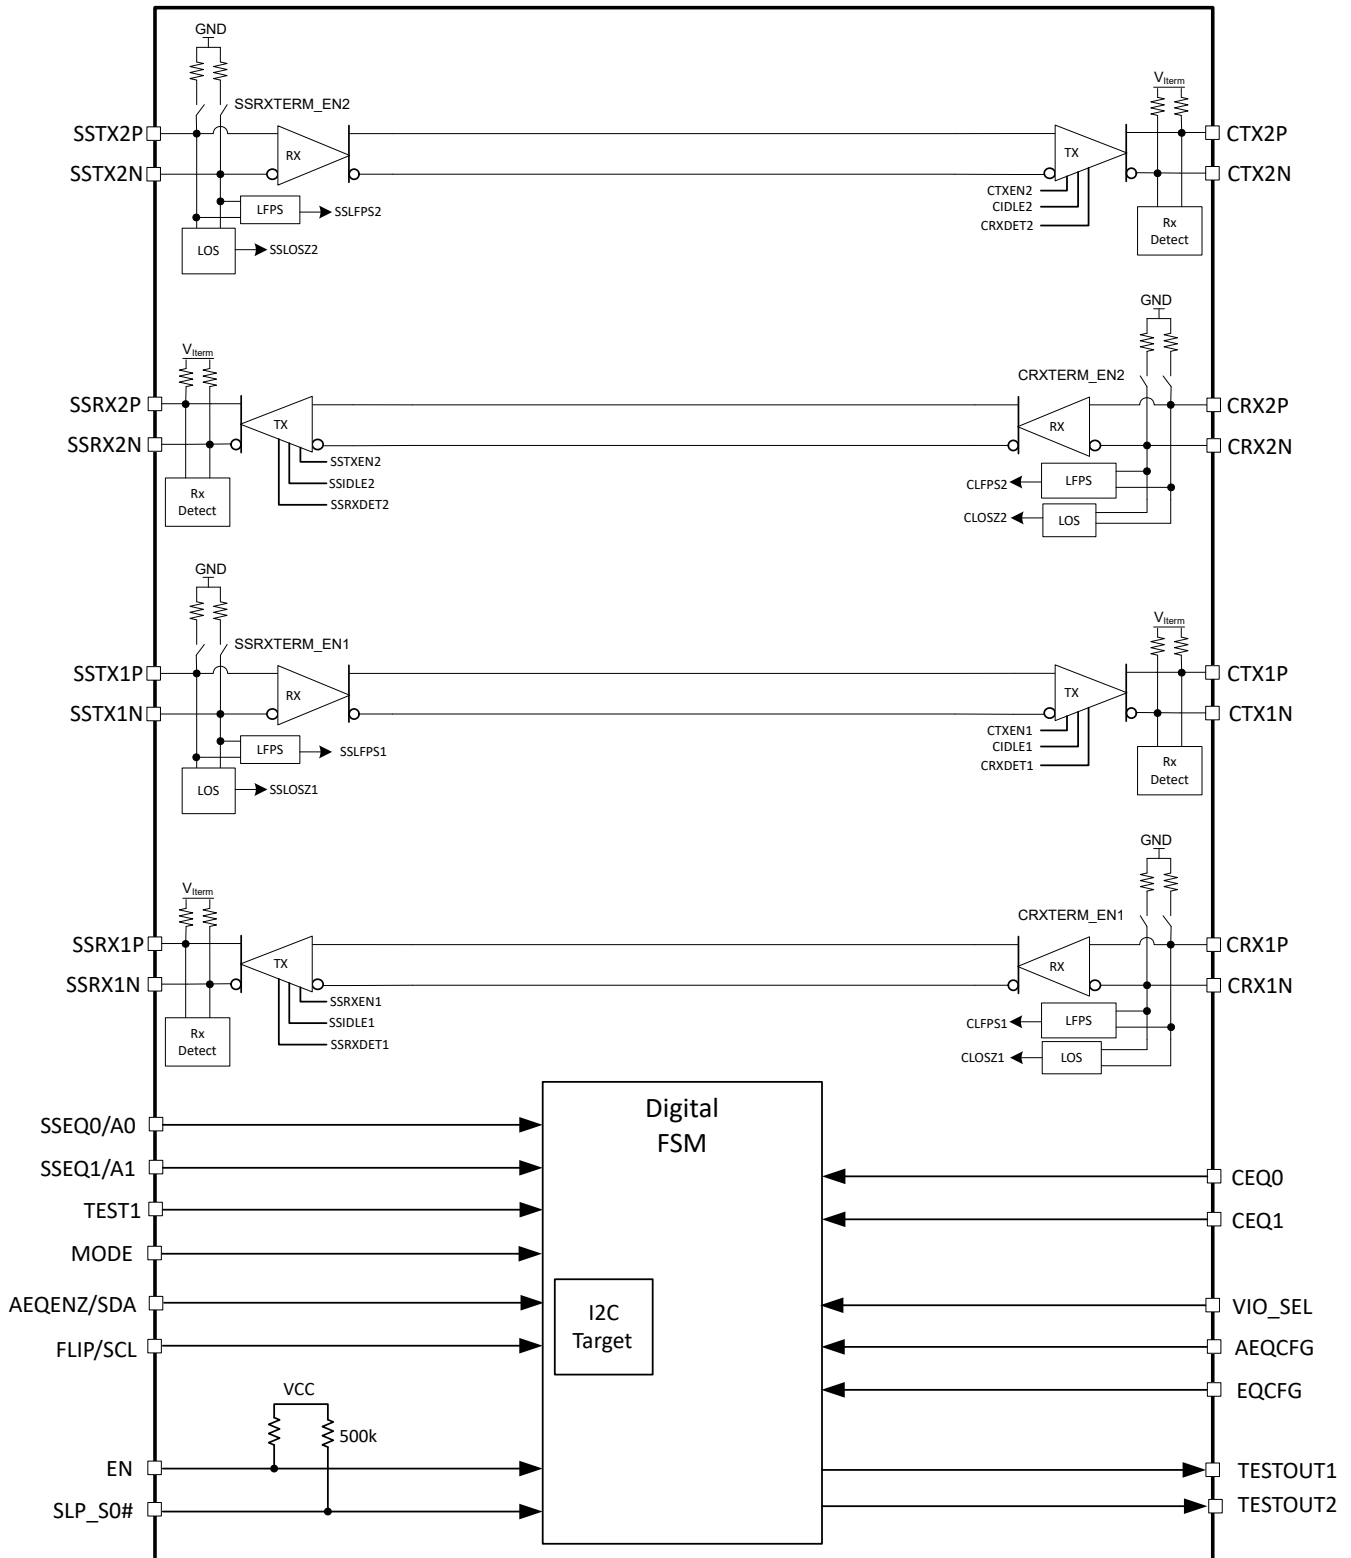 GND
SSRXTERM_EN2
V_Iterm
SSTX2P
RX
TX
CTX2P
SSTX2N
CTX2N
CTXEN2
LFPS
SSLFPS2
CIDLE2
CRXDET2
Rx
Detect
LOS
SSLOSZ2
GND
V_Iterm
CRXTERM_EN2
SSRX2P
TX
RX
CRX2P
SSRX2N
CRX2N
SSTXEN2
SSIDLE2
CLFPS2
LFPS
Rx
Detect
SSRXDET2
CLOSZ2
LOS
GND
V_Iterm
SSRXTERM_EN1
SSTX1P
RX
TX
CTX1P
SSTX1N
CTX1N
CTXEN1
LFPS
SSLFPS1
CIDLE1
CRXDET1
Rx
Detect
LOS
SSLOSZ1
GND
V_Iterm
CRXTERM_EN1
SSRX1P
TX
RX
CRX1P
SSRX1N
CRX1N
SSRXEN1
SSIDLE1
CLFPS1
LFPS
Rx
Detect
SSRXDET1
CLOSZ1
LOS
Digital
FSM
SSEQ0/A0
SSEQ1/A1
TEST1
MODE
AEQENZ/SDA
FLIP/SCL
I2C
Target
CEQ0
CEQ1
VIO_SEL
AEQCFG
EQCFG
VCC
500k
EN
SLP_S0#
TESTOUT1
TESTOUT2